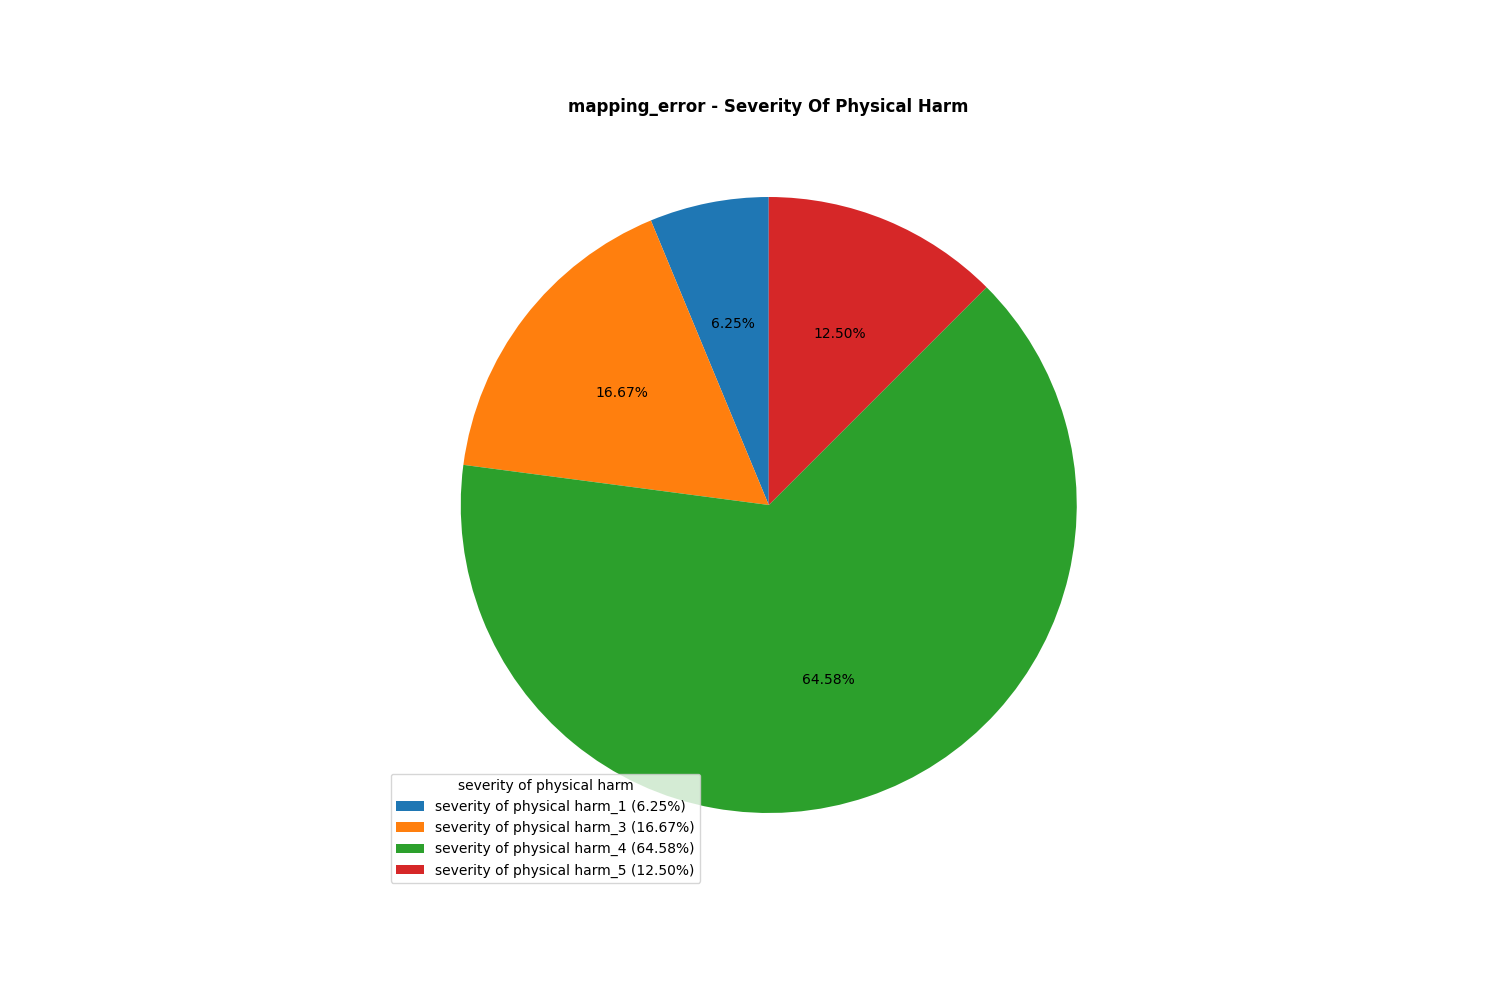 mapping_error - Severity Of Physical Harm
6.25%
12.50%
16.67%
64.58%
severity of physical harm
severity of physical harm_1 (6.25%)
severity of physical harm_3 (16.67%)
severity of physical harm_4 (64.58%)
severity of physical harm_5 (12.50%)